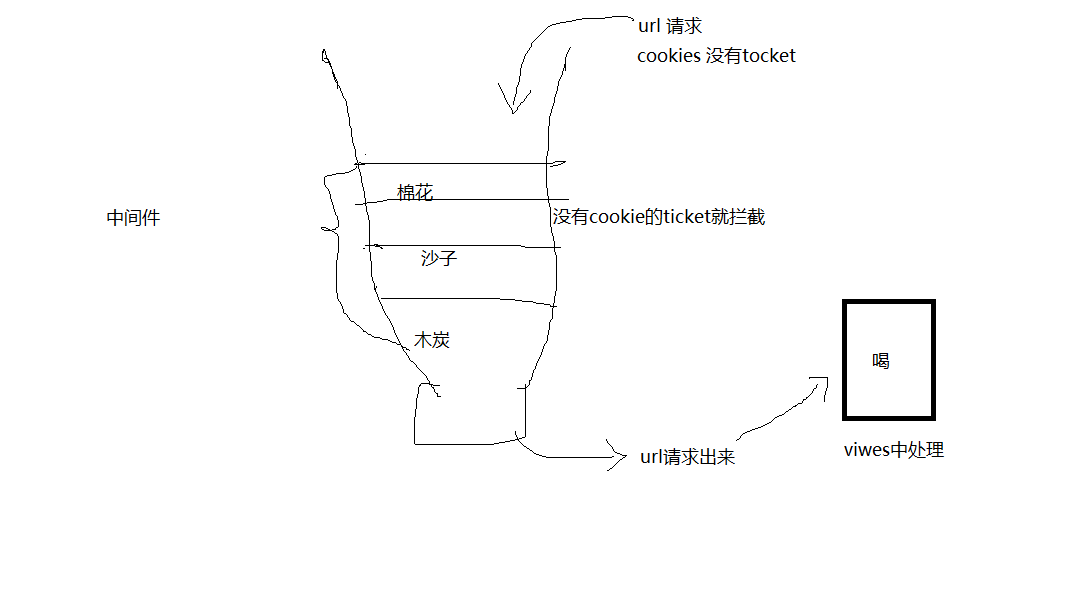 url 请求
cookies 没有tocket
棉花
中间件
没有cookie的ticket就拦截
沙子
木炭
喝
url请求出来
viwes中处理